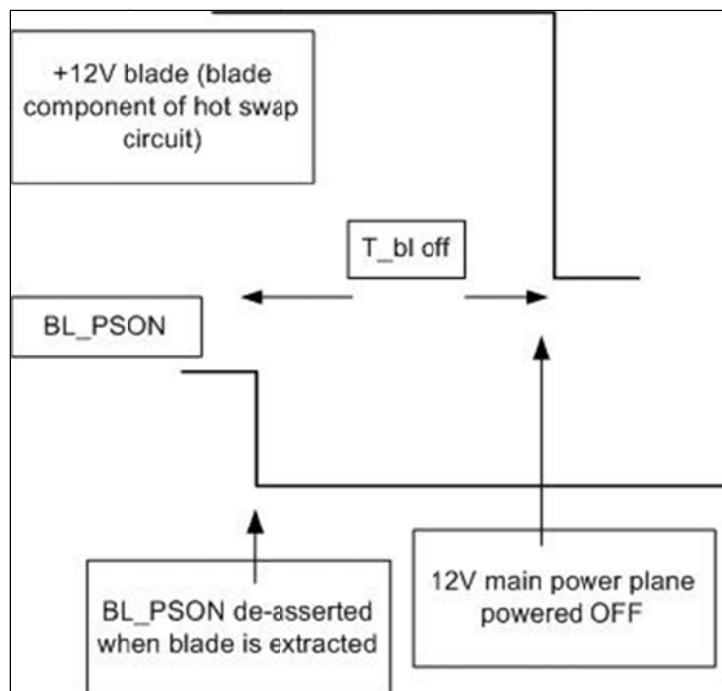 +12V blade (blade
component of hot swap
circuit)
T_bl off
BL_PSON
BL_PSON de-asserted
when blade is extracted
12V main power plane
powered OFF